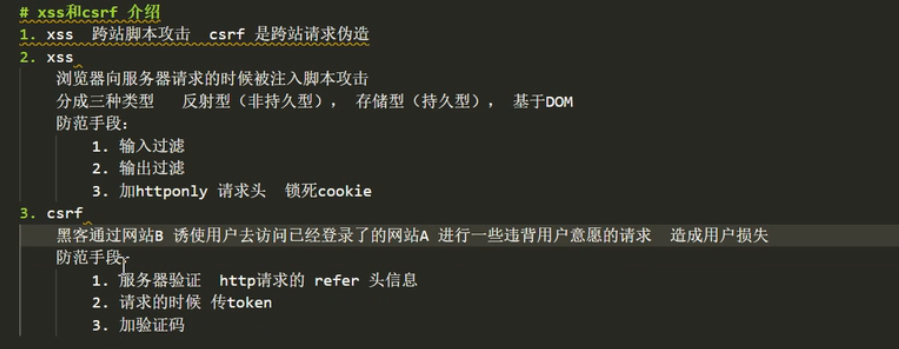 # xss和csrf 介绍
1. xss 跨站脚本攻击 csrf 是跨站请求伪造
2. xss
浏览器向服务器请求的时候被注入脚本攻击
分成三种类型 反射型（非持久型）， 存储型（持久型）， 基于DOM
防范手段：
1. 输入过滤
2. 输出过滤
3. 加httponly 请求头 锁死cookie
3. csrf
黑客通过网站B 诱使用户去访问已经登录了的网站A 进行一些违背用户意愿的请求 造成用户损失
防范手段：
1. 服务器验证 http请求的 refer 头信息
2. 请求的时候 传token
3. 加验证码